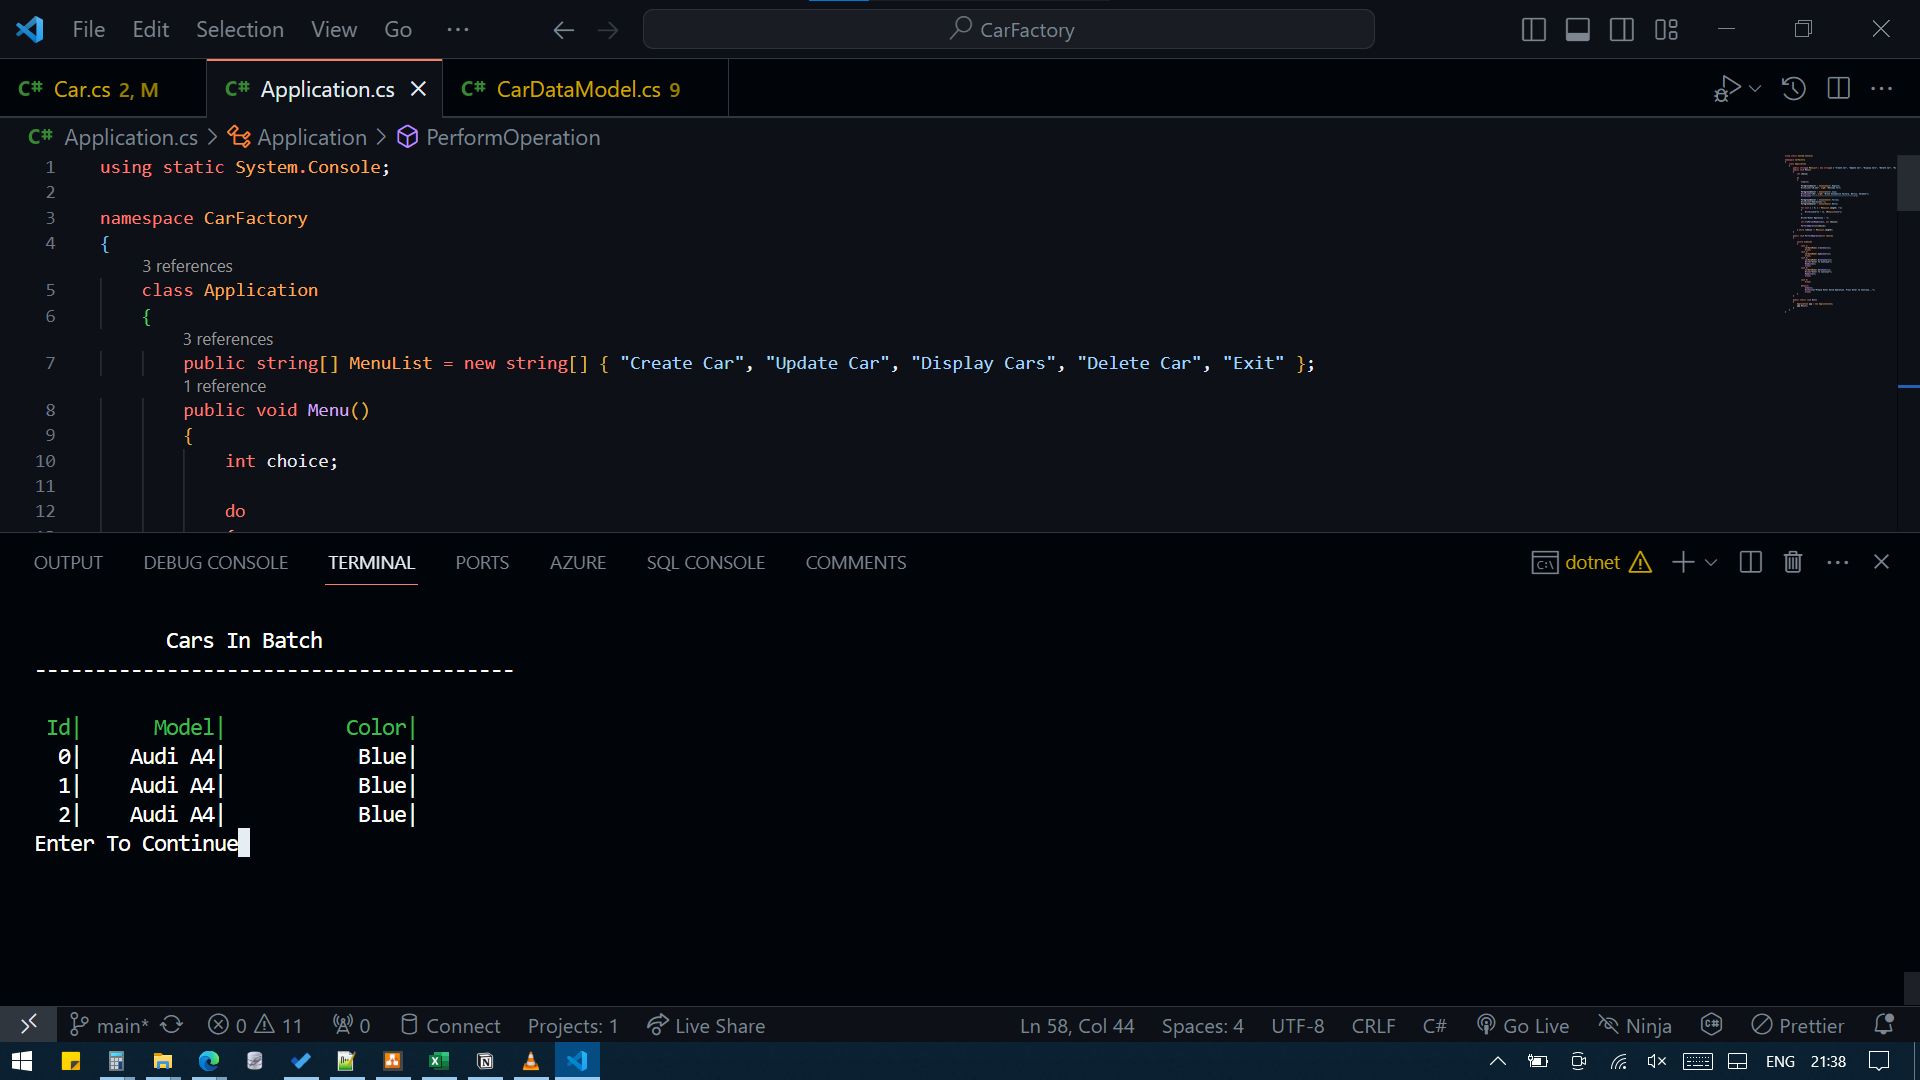 File Edit Selection View Go ··· CarFactory
C# Car.cs 2, M C# Application.cs C# CarDataModel.cs 9
C# Application.cs > Application > PerformOperation
1 using static System.Console;
2
3 namespace CarFactory
4 {
3 references
5 class Application
6 {
3 references
7 public string[] MenuList = new string[] { "Create Car", "Update Car", "Display Cars", "Delete Car", "Exit" };
1 reference
8 public void Menu()
9 {
10 int choice;
11
12 do
OUTPUT DEBUG CONSOLE TERMINAL PORTS AZURE SQL CONSOLE COMMENTS dotnet
Cars In Batch
----------------------------------------
Id| Model| Color|
0| Audi A4| Blue|
1| Audi A4| Blue|
2| Audi A4| Blue|
Enter To Continue
main* 0 11 0 Connect Projects: 1 Live Share Ln 58, Col 44 Spaces: 4 UTF-8 CRLF C# Go Live Ninja Prettier
ENG 21:38